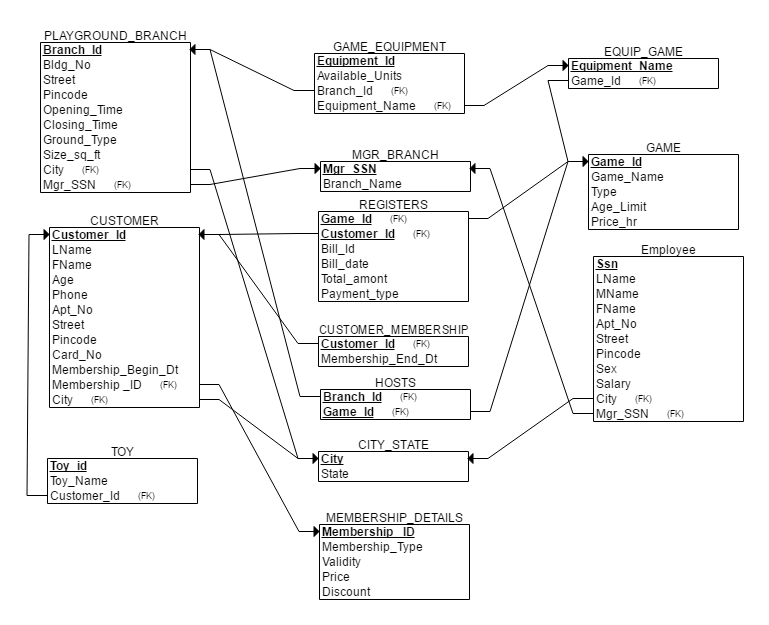 PLAYGROUND_BRANCH
Branch_Id
Bldg_No
Street
Pincode
Opening_Time
Closing_Time
Ground_Type
Size_sq_ft
City (FK)
Mgr_SSN (FK)
GAME_EQUIPMENT
Equipment_Id
Available_Units
Branch_Id (FK)
Equipment_Name (FK)
EQUIP_GAME
Equipment_Name
Game_Id (FK)
MGR_BRANCH
Mgr_SSN
Branch_Name
GAME
Game_Id
Game_Name
Type
Age_Limit
Price_hr
CUSTOMER
Customer_Id
LName
FName
Age
Phone
Apt_No
Street
Pincode
Card_No
Membership_Begin_Dt
Membership _ID (FK)
City (FK)
REGISTERS
Game_Id (FK)
Customer_Id (FK)
Bill_Id
Bill_date
Total_amont
Payment_type
Employee
Ssn
LName
MName
FName
Apt_No
Street
Pincode
Sex
Salary
City (FK)
Mgr_SSN (FK)
CUSTOMER_MEMBERSHIP
Customer_Id (FK)
Membership_End_Dt
HOSTS
Branch_Id (FK)
Game_Id (FK)
TOY
Toy_id
Toy_Name
Customer_Id (FK)
CITY_STATE
City
State
MEMBERSHIP_DETAILS
Membership _ID
Membership_Type
Validity
Price
Discount